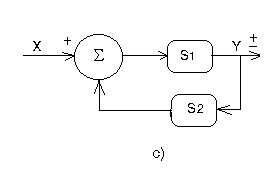 X + Σ S1 Y ±
S2
c)